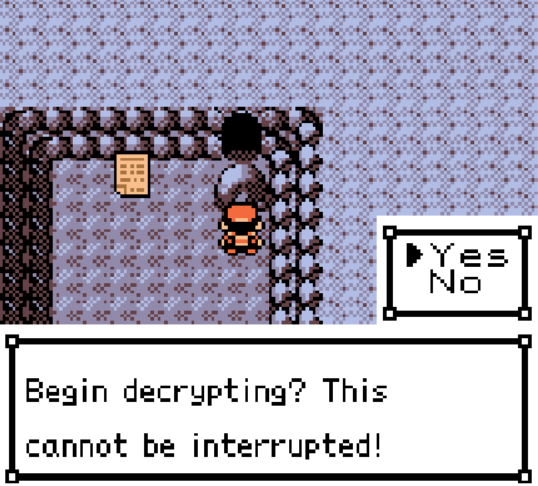 Yes
No
Begin decrypting? This
cannot be interrupted!